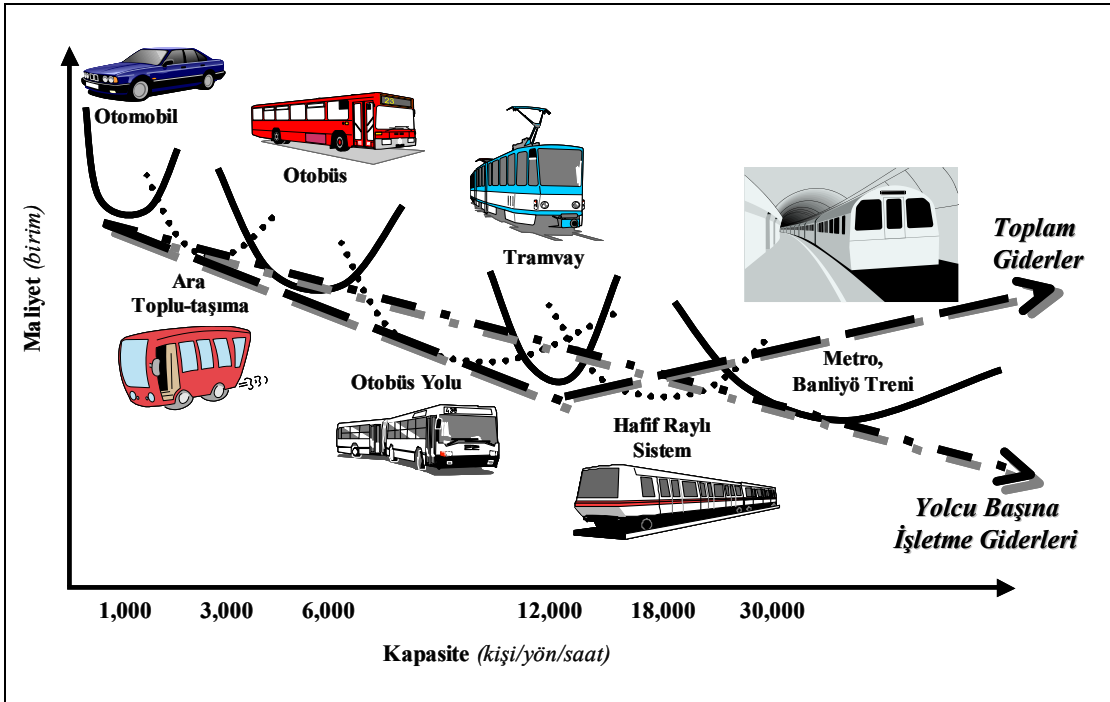 Otomobil
Otobüs
Tramvay
Toplam
Giderler
Ara
Toplu-taşıma
Otobüs Yolu
Metro,
Banliyö Treni
Hafif Raylı
Sistem
Yolcu Başına
İşletme Giderleri
Maliyet (birim)
1,000 3,000 6,000 12,000 18,000 30,000
Kapasite (kişi/yön/saat)